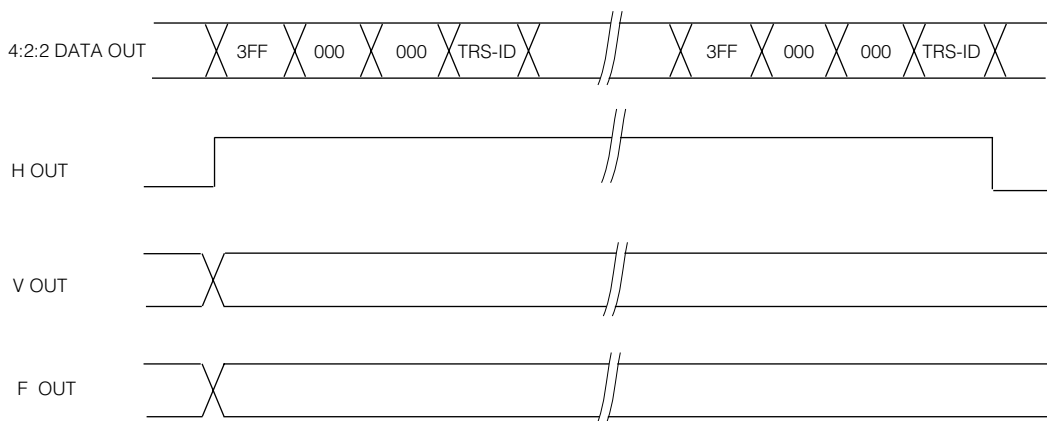 4:2:2 DATA OUT 3FF 000 000 TRS-ID 3FF 000 000 TRS-ID
H OUT
V OUT
F OUT